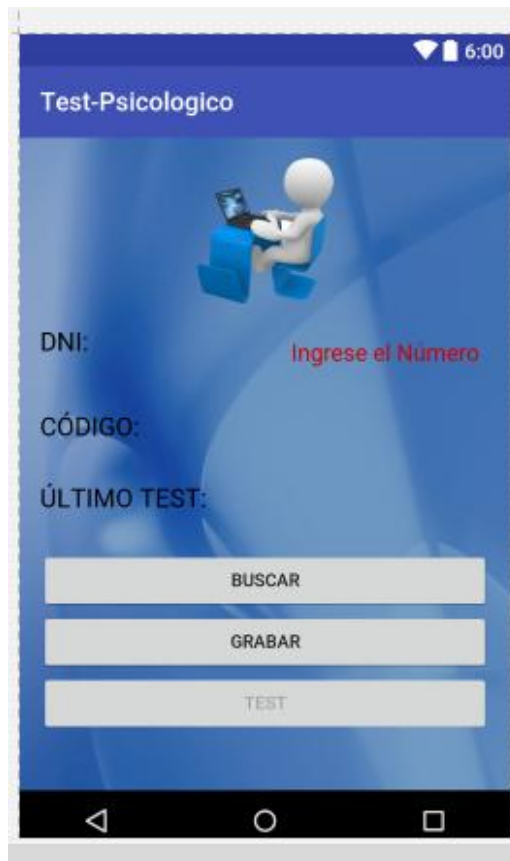 6:00
Test-Psicologico
DNI:
Ingrese el Número
CÓDIGO:
ÚLTIMO TEST:
BUSCAR
GRABAR
TEST